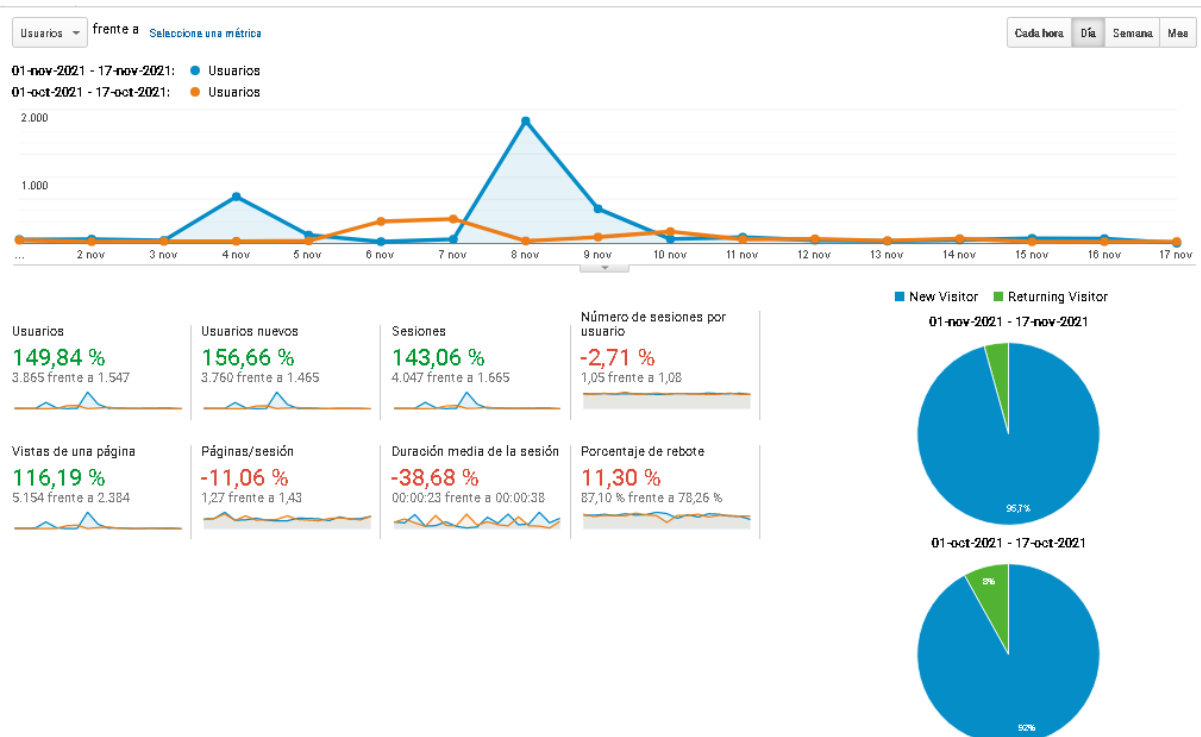 Usuarios frente a Seleccione una métrica
Cada hora Día Semana Mes
01-nov-2021 - 17-nov-2021: Usuarios
01-oct-2021 - 17-oct-2021: Usuarios
2.000
1.000
... 2 nov 3 nov 4 nov 5 nov 6 nov 7 nov 8 nov 9 nov 10 nov 11 nov 12 nov 13 nov 14 nov 15 nov 16 nov 17 nov
Usuarios
149,84 %
3.865 frente a 1.547
Usuarios nuevos
156,66 %
3.760 frente a 1.465
Sesiones
143,06 %
4.047 frente a 1.665
Número de sesiones por
usuario
-2,71 %
1,05 frente a 1,08
Vistas de una página
116,19 %
5.154 frente a 2.384
Páginas/sesión
-11,06 %
1,27 frente a 1,43
Duración media de la sesión
-38,68 %
00:00:23 frente a 00:00:38
Porcentaje de rebote
11,30 %
87,10 % frente a 78,26 %
New Visitor Returning Visitor
01-nov-2021 - 17-nov-2021
95,7%
01-oct-2021 - 17-oct-2021
8%
92%